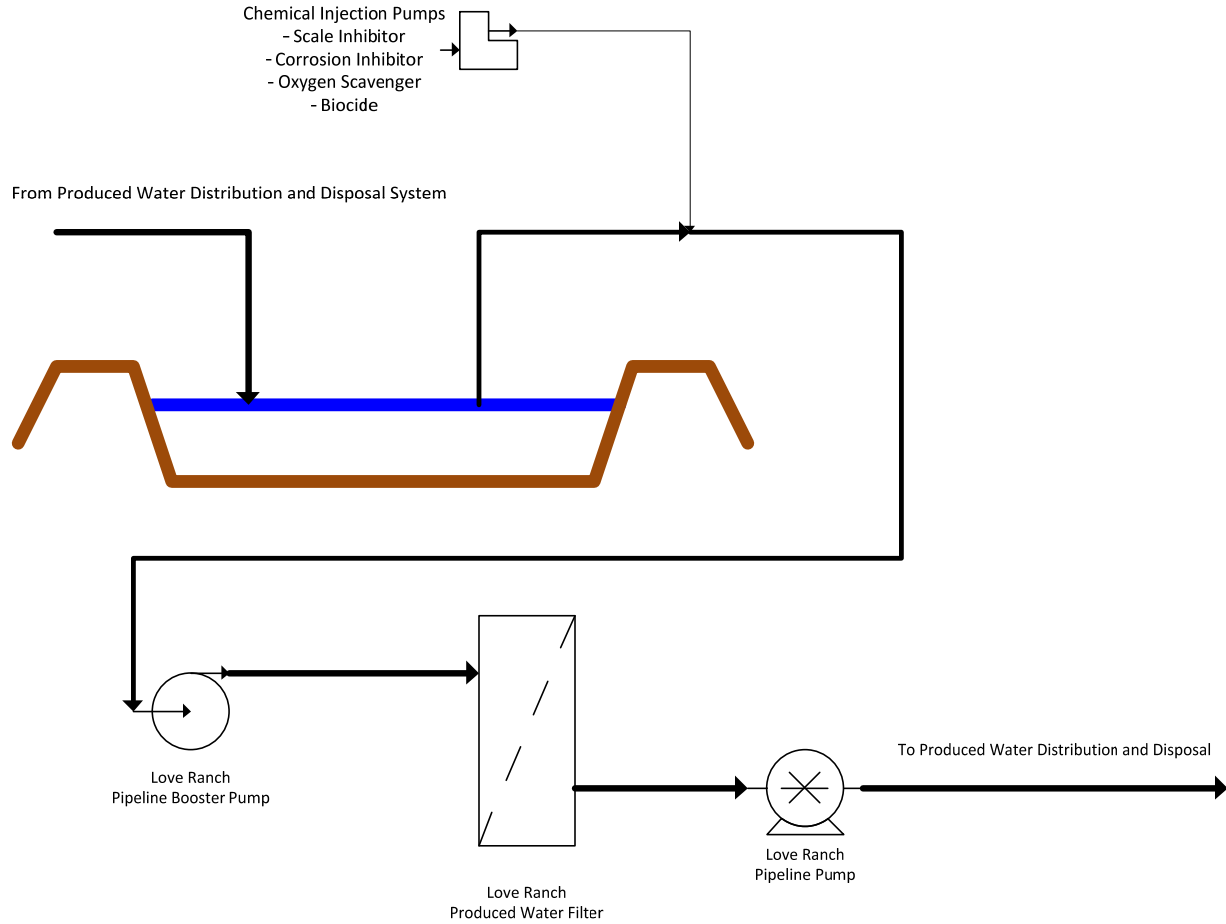 Chemical Injection Pumps
- Scale Inhibitor
- Corrosion Inhibitor
- Oxygen Scavenger
- Biocide
From Produced Water Distribution and Disposal System
Love Ranch
Pipeline Booster Pump
To Produced Water Distribution and Disposal
Love Ranch
Pipeline Pump
Love Ranch
Produced Water Filter